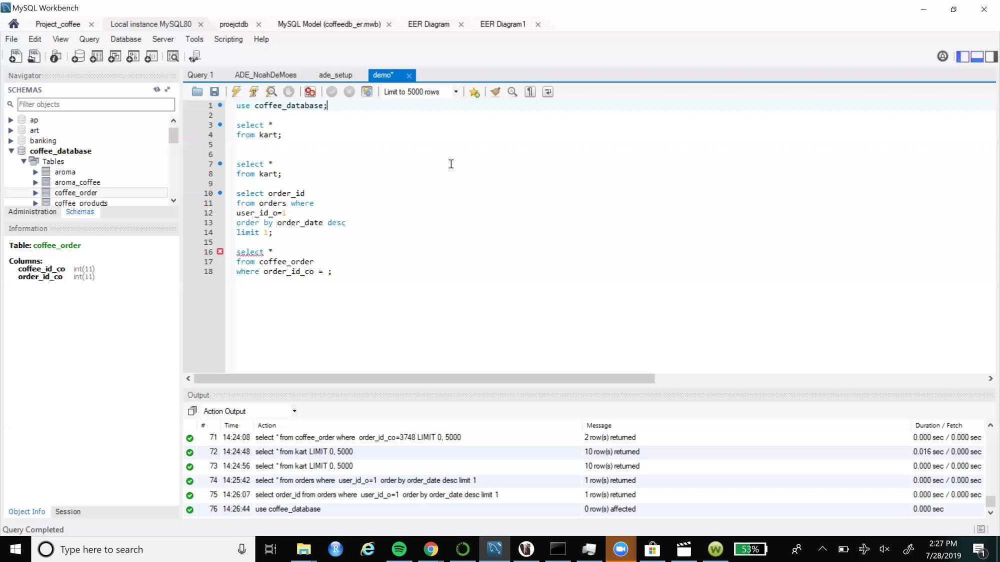 MySQL Workbench
Project_coffee
Local instance MySQL80
proejctdb
MySQL Model (coffeedb_er.mwb)
EER Diagram
EER Diagram1
File Edit View Query Database Server Tools Scripting Help
Navigator
SCHEMAS
Filter objects
ap
art
banking
coffee_database
Tables
aroma
aroma_coffee
coffee_order
coffee_products
Administration Schemas
Information
Table: coffee_order
Columns:
coffee_id_co int(11)
order_id_co int(11)
Object Info Session
Query 1
ADE_NoahDeMoes
ade_setup
demo*
Limit to 5000 rows
1 use coffee_database;
2
3 select *
4 from kart;
5
6
7 select *
8 from kart;
9
10 select order_id
11 from orders where
12 user_id_o=1
13 order by order_date desc
14 limit 1;
15
16 select *
17 from coffee_order
18 where order_id_co = ;
Output
Action Output
# Time Action Message Duration / Fetch
71 14:24:08 select * from coffee_order where order_id_co=3748 LIMIT 0, 5000 2 row(s) returned 0.000 sec / 0.000 sec
72 14:24:48 select * from kart LIMIT 0, 5000 10 row(s) returned 0.016 sec / 0.000 sec
73 14:24:56 select * from kart LIMIT 0, 5000 10 row(s) returned 0.000 sec / 0.000 sec
74 14:25:42 select * from orders where user_id_o=1 order by order_date desc limit 1 1 row(s) returned 0.000 sec / 0.000 sec
75 14:26:07 select order_id from orders where user_id_o=1 order by order_date desc limit 1 1 row(s) returned 0.000 sec / 0.000 sec
76 14:26:44 use coffee_database 0 row(s) affected 0.000 sec
Query Completed
Type here to search
53%
2:27 PM
7/28/2019
1